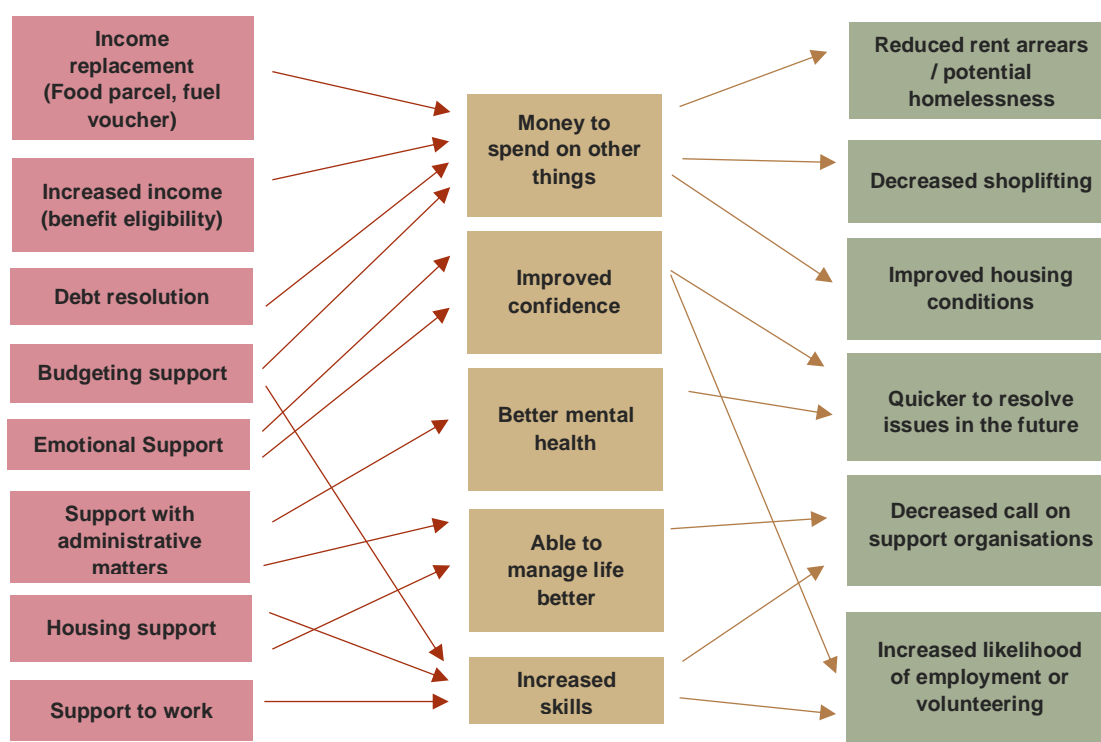 Income
replacement
(Food parcel, fuel
voucher)
Increased income
(benefit eligibility)
Debt resolution
Budgeting support
Emotional Support
Support with
administrative
matters
Housing support
Support to work
Money to
spend on other
things
Improved
confidence
Better mental
health
Able to
manage life
better
Increased
skills
Reduced rent arrears
/ potential
homelessness
Decreased shoplifting
Improved housing
conditions
Quicker to resolve
issues in the future
Decreased call on
support organisations
Increased likelihood
of employment or
volunteering